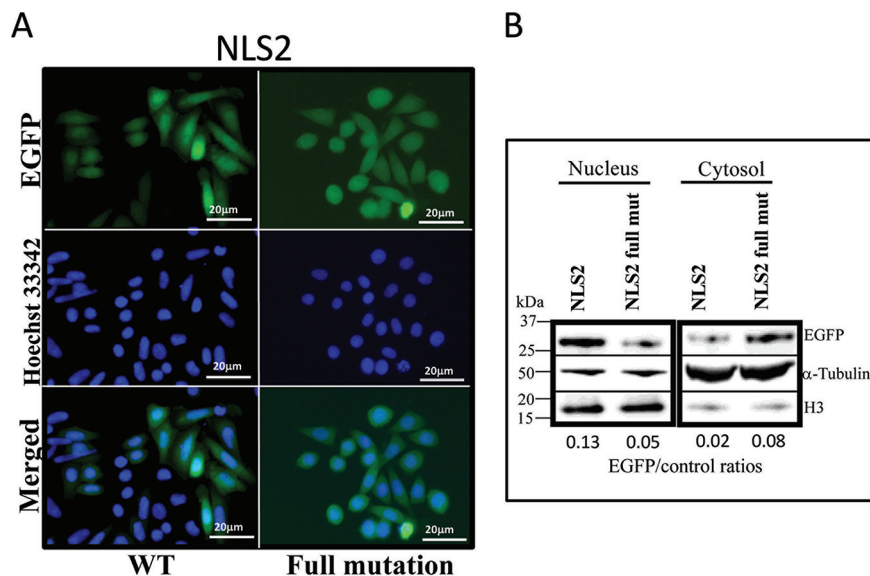 A
NLS2
EGFP
20µm
20µm
Hoechst 33342
20µm
20µm
Merged
20µm
20µm
WT
Full mutation
B
Nucleus
Cytosol
NLS2
NLS2 full mut
NLS2
NLS2 full mut
kDa
37
25
EGFP
50
α-Tubulin
20
15
H3
0.13
0.05
0.02
0.08
EGFP/control ratios